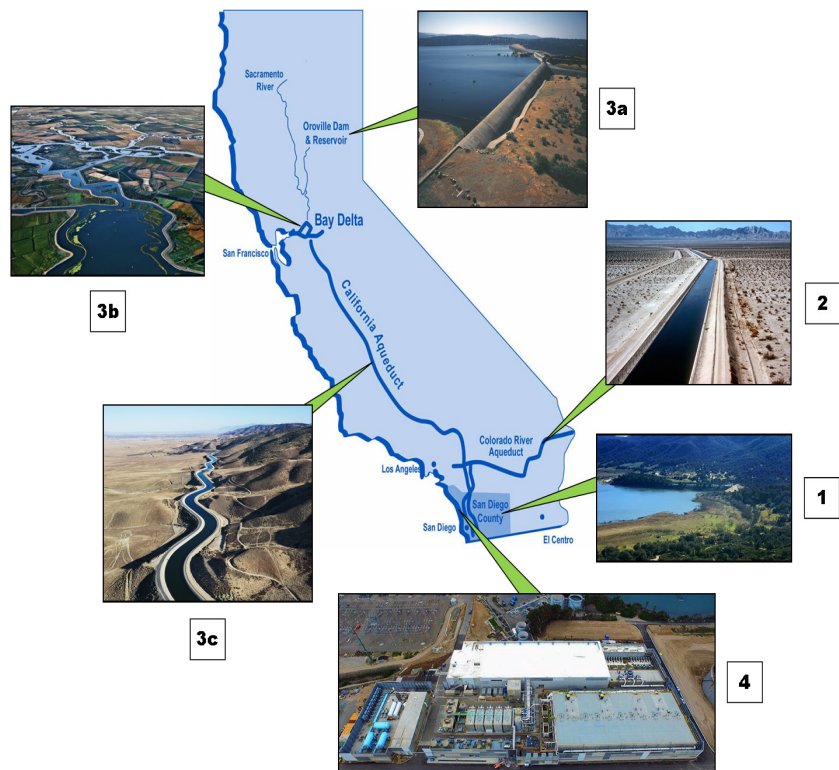 Sacramento
River
Oroville Dam
& Reservoir
3a
Bay Delta
San Francisco
3b
2
California Aqueduct
Colorado River
Aqueduct
Los Angeles
1
San Diego
County
San Diego
El Centro
3c
4